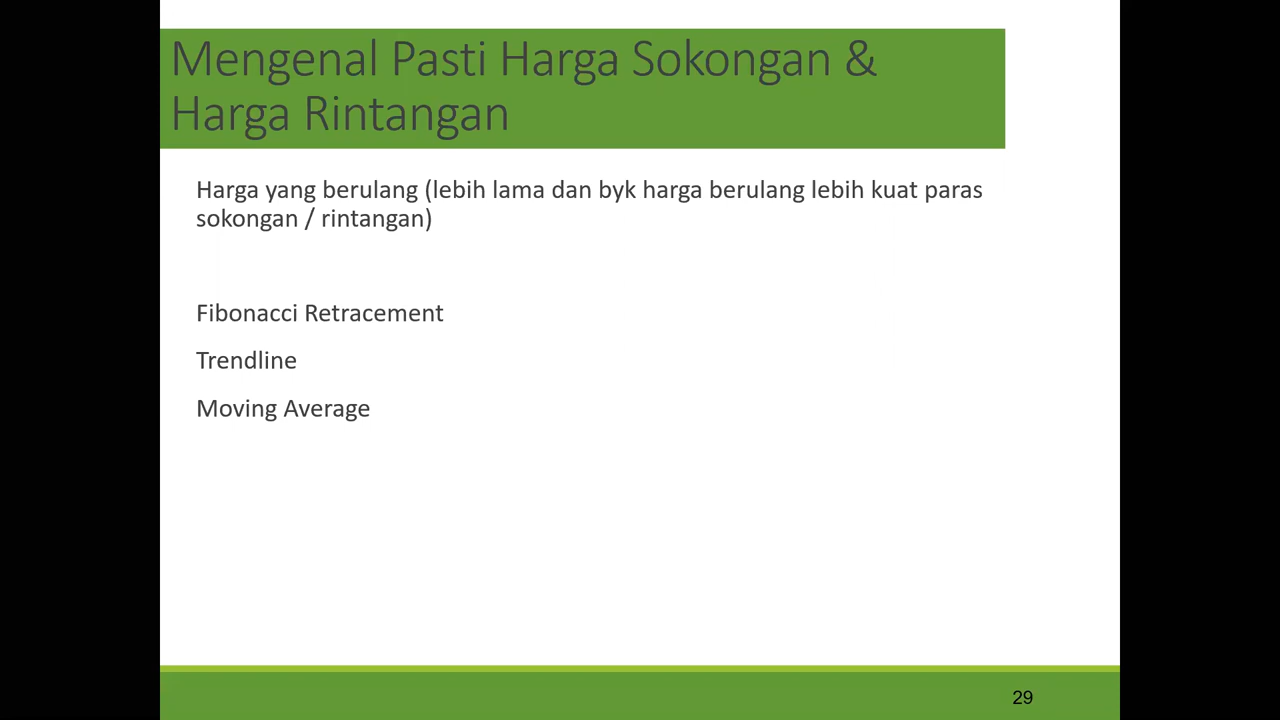 Mengenal Pasti Harga Sokongan &
Harga Rintangan
Harga yang berulang (lebih lama dan byk harga berulang lebih kuat paras
sokongan / rintangan)
Fibonacci Retracement
Trendline
Moving Average
29